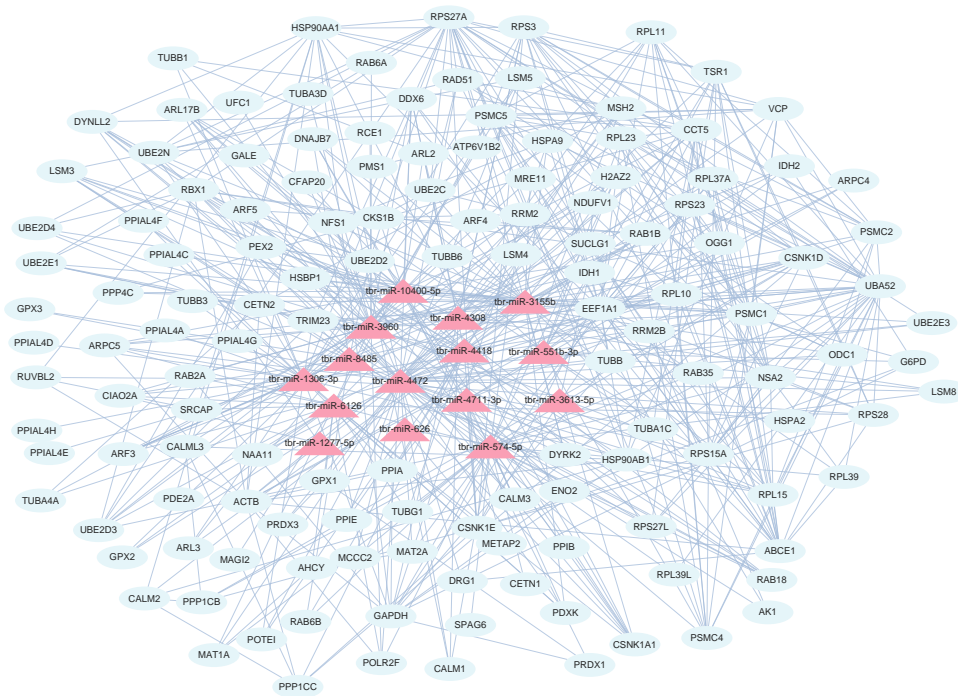 RPS27A
HSP90AA1
RPS3
RPL11
TUBB1
RAB6A
TSR1
RAD51
LSM5
TUBA3D
UFC1
DDX6
ARL17B
MSH2
VCP
PSMC5
DYNLL2
CCT5
RCE1
DNAJB7
RPL23
HSPA9
ATP6V1B2
UBE2N
GALE
ARL2
IDH2
PMS1
LSM3
CFAP20
MRE11
H2AZ2
RPL37A
ARPC4
RBX1
UBE2C
NDUFV1
RPS23
ARF5
PPIAL4F
NFS1
CKS1B
ARF4
RRM2
UBE2D4
RAB1B
PSMC2
SUCLG1
OGG1
PEX2
PPIAL4C
LSM4
TUBB6
CSNK1D
UBE2E1
UBE2D2
HSBP1
IDH1
UBA52
tbr-miR-10400-5p
PPP4C
TUBB3
RPL10
tbr-miR-3155b
CETN2
GPX3
EEF1A1
PSMC1
tbr-miR-4308
TRIM23
UBE2E3
tbr-miR-3960
PPIAL4A
RRM2B
PPIAL4G
PPIAL4D
ARPC5
tbr-miR-4418
tbr-miR-551b-3p
ODC1
tbr-miR-8485
TUBB
G6PD
RAB35
RUVBL2
RAB2A
tbr-miR-1306-3p
tbr-miR-4472
NSA2
LSM8
CIAO2A
tbr-miR-4711-3p
tbr-miR-3613-5p
SRCAP
tbr-miR-6126
RPS28
HSPA2
PPIAL4H
tbr-miR-626
TUBA1C
tbr-miR-1277-5p
CALML3
tbr-miR-574-5p
PPIAL4E
ARF3
NAA11
DYRK2
RPS15A
HSP90AB1
PPIA
RPL39
GPX1
ENO2
RPL15
TUBA4A
PDE2A
ACTB
CALM3
TUBG1
PPIE
PRDX3
CSNK1E
RPS27L
UBE2D3
METAP2
PPIB
ARL3
MAT2A
ABCE1
GPX2
MCCC2
MAGI2
AHCY
RPL39L
RAB18
DRG1
CETN1
CALM2
PPP1CB
PDXK
AK1
GAPDH
RAB6B
SPAG6
PSMC4
POTEI
CSNK1A1
MAT1A
POLR2F
PRDX1
CALM1
PPP1CC